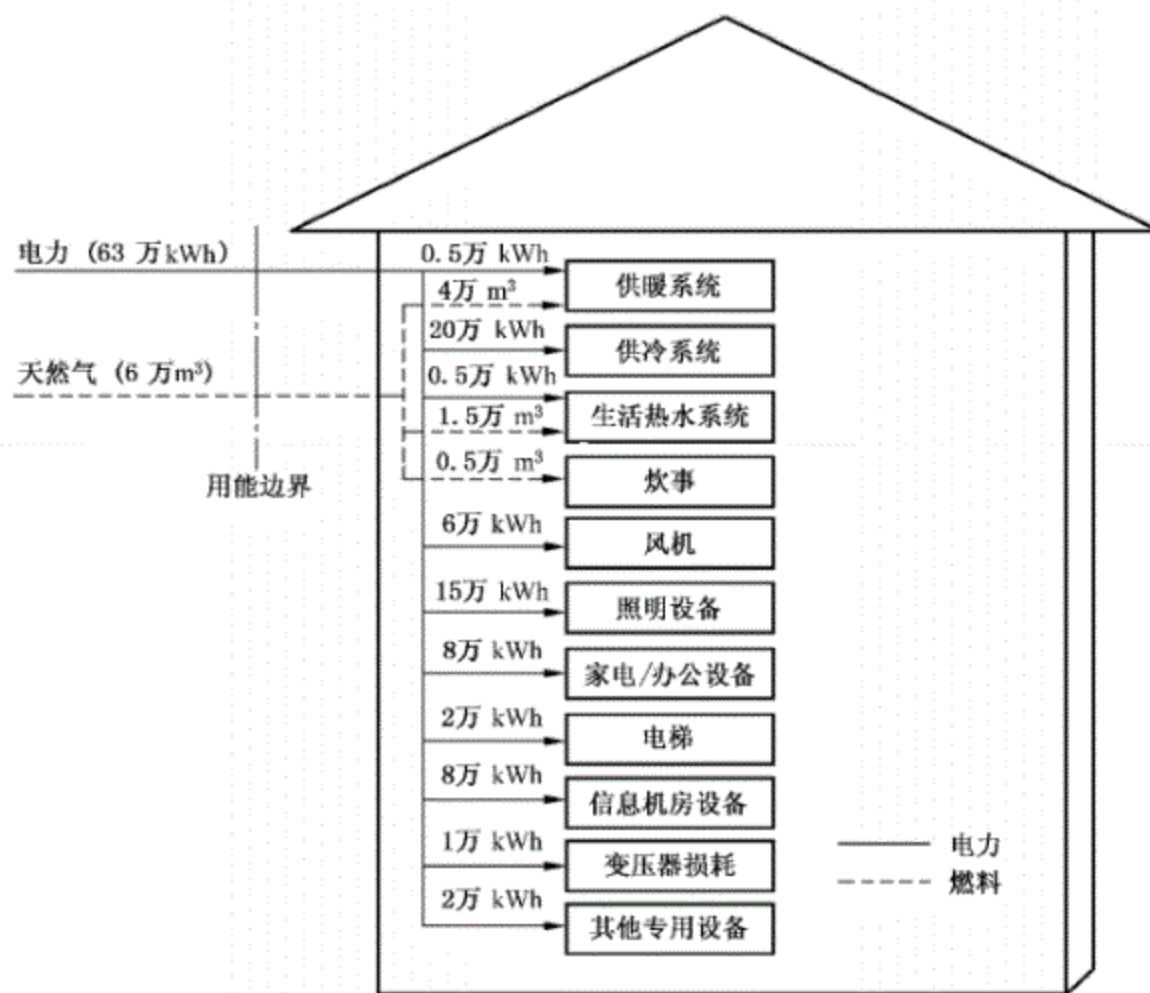 电力 (63 万kWh)
0.5万 kWh
供暖系统
4万 m³
20万 kWh
供冷系统
天然气 (6 万m³)
0.5万 kWh
生活热水系统
1.5万 m³
0.5万 m³
炊事
用能边界
6万 kWh
风机
15万 kWh
照明设备
8万 kWh
家电/办公设备
2万 kWh
电梯
8万 kWh
信息机房设备
1万 kWh
变压器损耗
2万 kWh
其他专用设备
电力
燃料